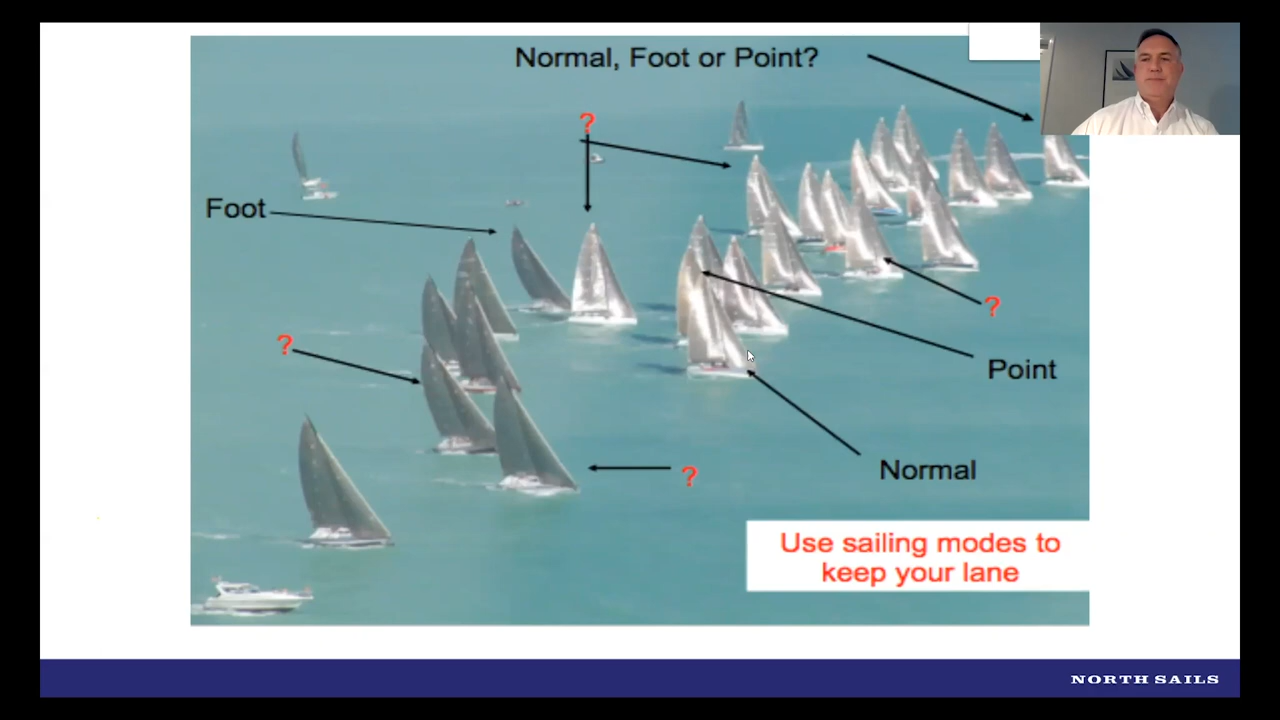 Normal, Foot or Point?
?
Foot
?
?
Point
Normal
?
Use sailing modes to
keep your lane
NORTH SAILS